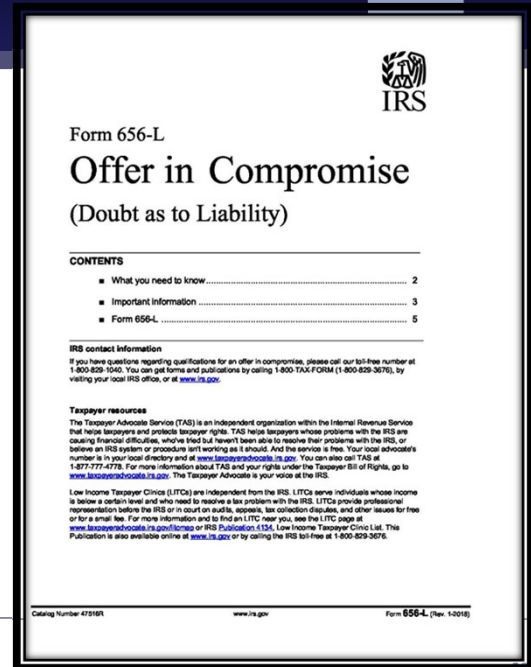 IRS
Form 656-L
Offer in Compromise
(Doubt as to Liability)
CONTENTS
■ What you need to know ................................................................................ 2
■ Important information ................................................................................... 3
■ Form 656-L .................................................................................................. 5
IRS contact information
If you have questions regarding qualifications for an offer in compromise, please call our toll-free number at
1-800-829-1040. You can get forms and publications by calling 1-800-TAX-FORM (1-800-829-3676), by
visiting your local IRS office, or at www.irs.gov.
Taxpayer resources
The Taxpayer Advocate Service (TAS) is an independent organization within the Internal Revenue Service
that helps taxpayers and protects taxpayer rights. TAS helps taxpayers whose problems with the IRS are
causing financial difficulties, who've tried but haven't been able to resolve their problems with the IRS, or
believe an IRS system or procedure isn't working as it should. And the service is free. Your local advocate's
number is in your local directory and at www.taxpayeradvocate.irs.gov. You can also call TAS at
1-877-777-4778. For more information about TAS and your rights under the Taxpayer Bill of Rights, go to
www.taxpayeradvocate.irs.gov. The Taxpayer Advocate is your voice at the IRS.
Low Income Taxpayer Clinics (LITCs) are independent from the IRS. LITCs serve individuals whose income
is below a certain level and who need to resolve a tax problem with the IRS. LITCs provide professional
representation before the IRS or in court on audits, appeals, tax collection disputes, and other issues for free
or for a small fee. For more information and to find an LITC near you, see the LITC page at
www.taxpayeradvocate.irs.gov/litcmap or IRS Publication 4134, Low Income Taxpayer Clinic List. This
Publication is also available online at www.irs.gov or by calling the IRS toll-free at 1-800-829-3676.
Catalog Number 47516R www.irs.gov Form 656-L (Rev. 1-2018)